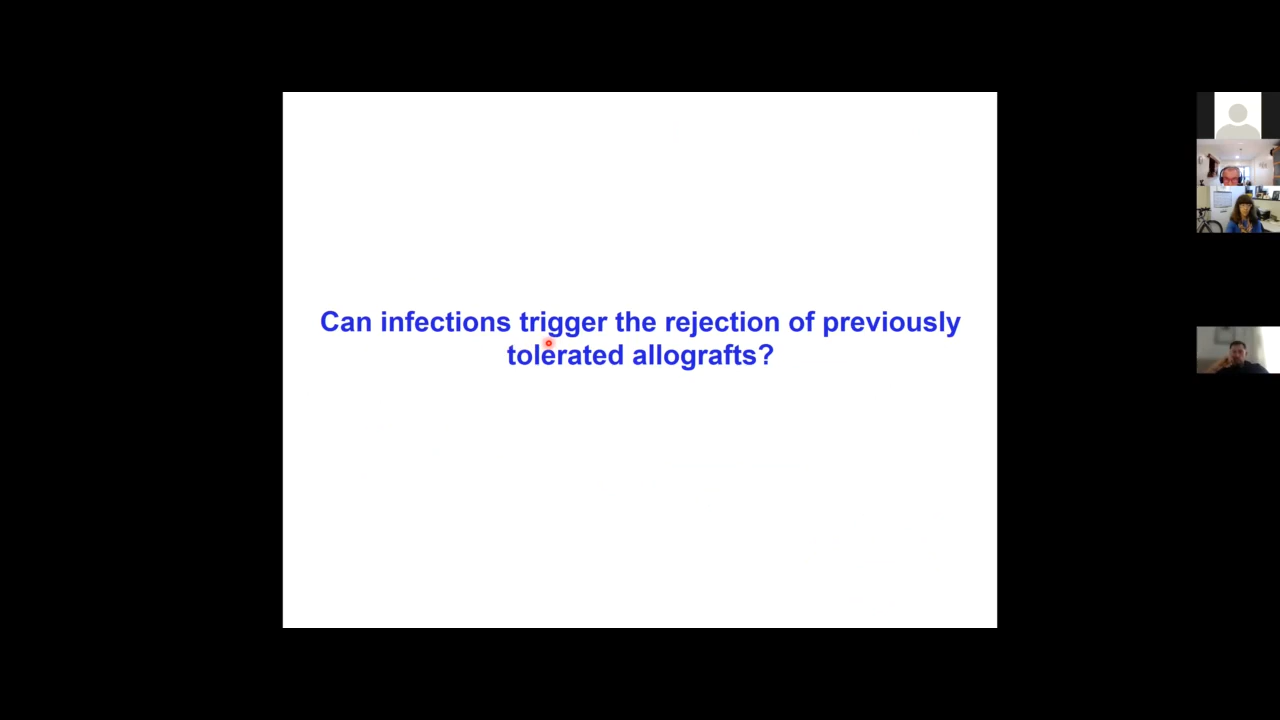 Can infections trigger the rejection of previously
tolerated allografts?